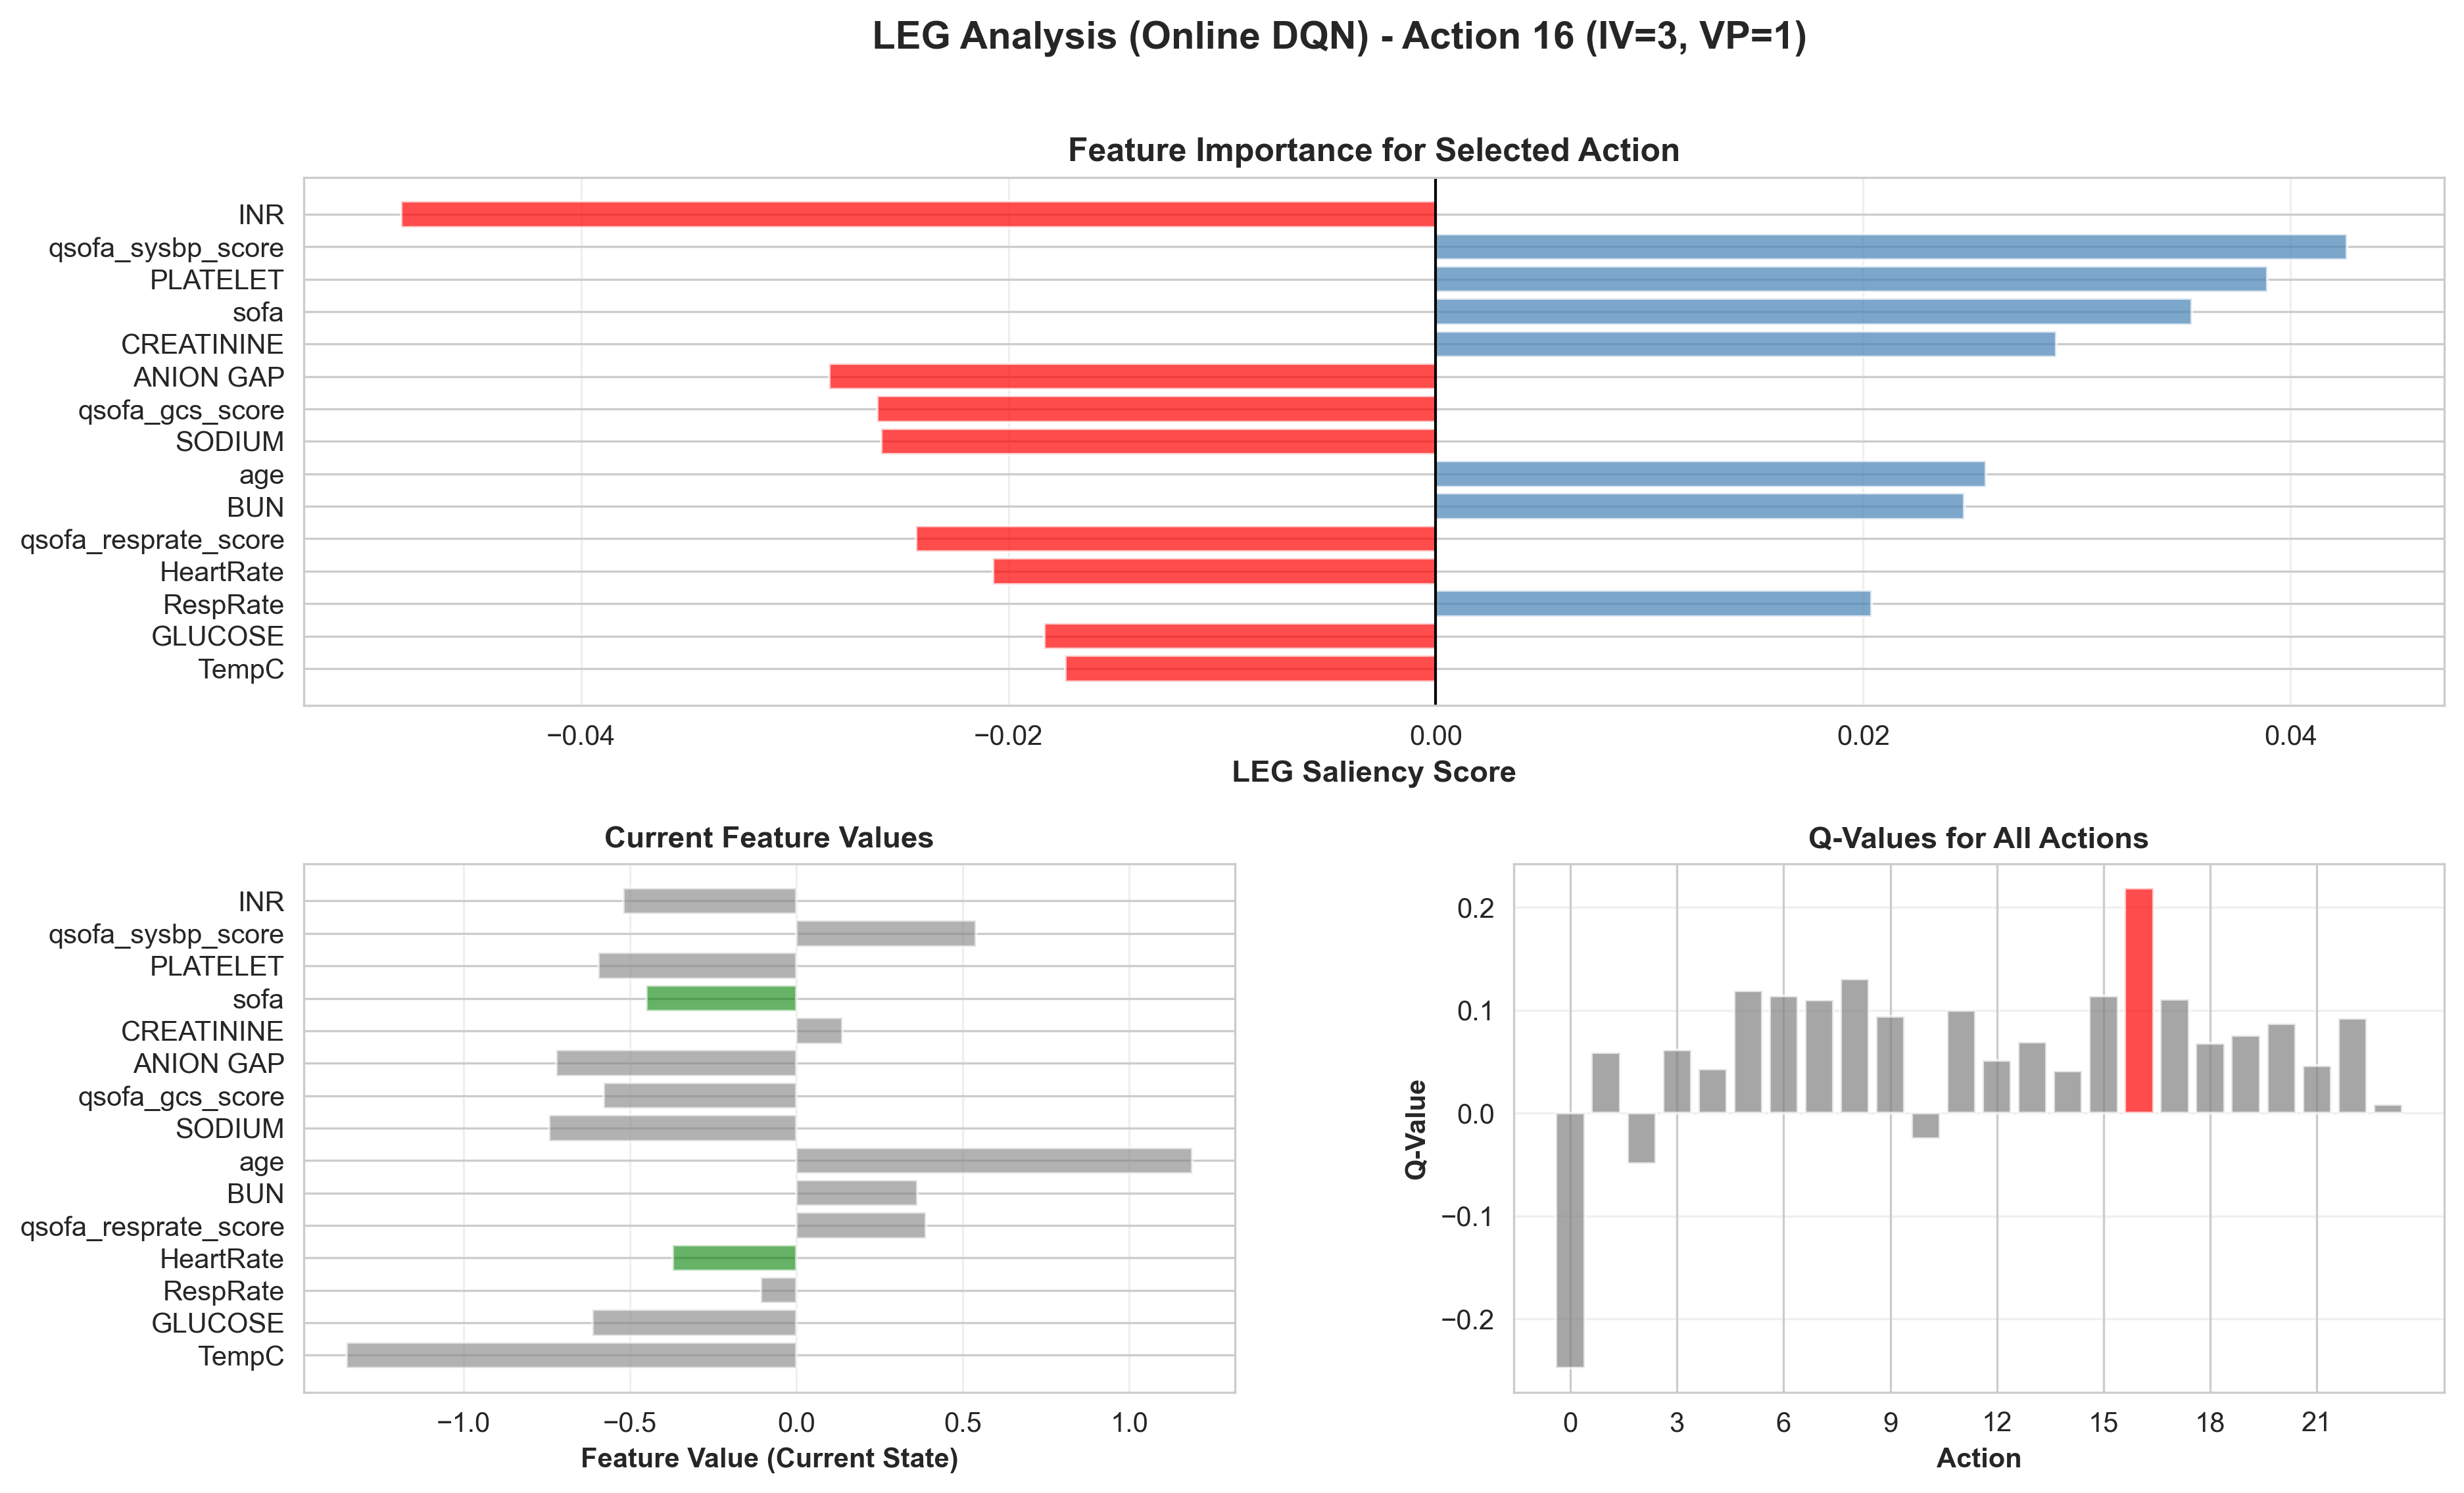 LEG Analysis (Online DQN) - Action 16 (IV=3, VP=1)
Feature Importance for Selected Action
INR
qsofa_sysbp_score
PLATELET
sofa
CREATININE
ANION GAP
qsofa_gcs_score
SODIUM
age
BUN
qsofa_resprate_score
HeartRate
RespRate
GLUCOSE
TempC
−0.04 −0.02 0.00 0.02 0.04
LEG Saliency Score
Current Feature Values
INR
qsofa_sysbp_score
PLATELET
sofa
CREATININE
ANION GAP
qsofa_gcs_score
SODIUM
age
BUN
qsofa_resprate_score
HeartRate
RespRate
GLUCOSE
TempC
−1.0 −0.5 0.0 0.5 1.0
Feature Value (Current State)
Q-Values for All Actions
Q-Value
0.2
0.1
0.0
−0.1
−0.2
0 3 6 9 12 15 18 21
Action